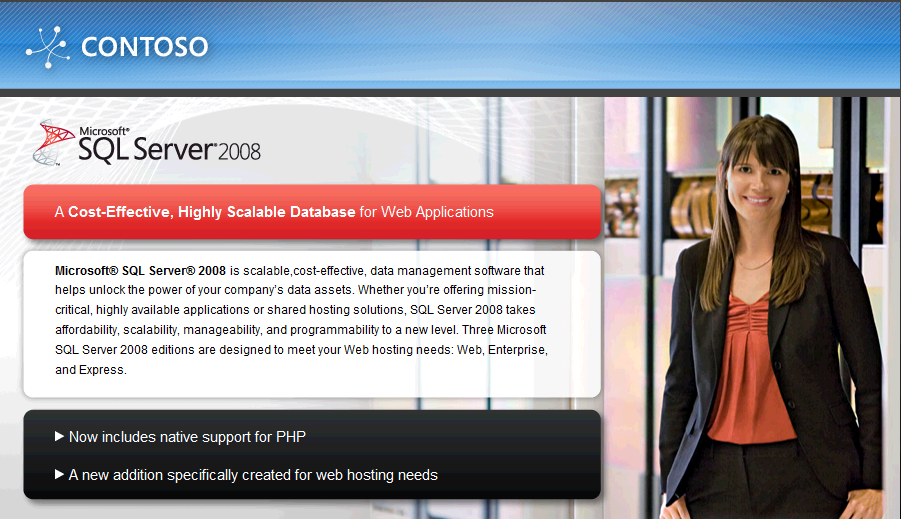 CONTOSO
Microsoft®
SQL Server® 2008
A Cost-Effective, Highly Scalable Database for Web Applications
Microsoft® SQL Server® 2008 is scalable,cost-effective, data management software that
helps unlock the power of your company's data assets. Whether you're offering mission-
critical, highly available applications or shared hosting solutions, SQL Server 2008 takes
affordability, scalability, manageability, and programmability to a new level. Three Microsoft
SQL Server 2008 editions are designed to meet your Web hosting needs: Web, Enterprise,
and Express.
Now includes native support for PHP
A new addition specifically created for web hosting needs